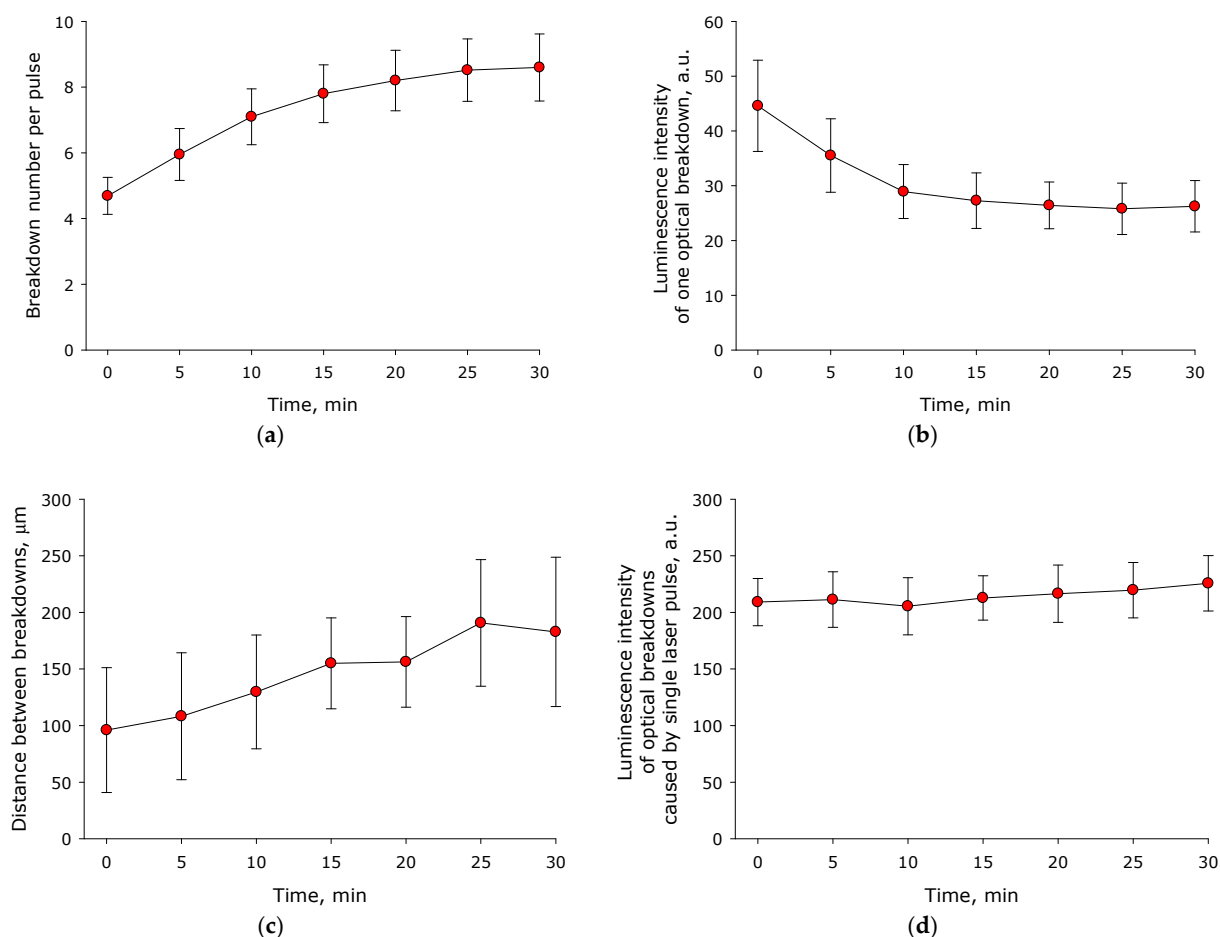 Breakdown number per pulse
10
8
6
4
2
0
0 5 10 15 20 25 30
Time, min
(a)
Luminescence intensity
of one optical breakdown, a.u.
60
50
40
30
20
10
0
0 5 10 15 20 25 30
Time, min
(b)
Distance between breakdowns, μm
300
250
200
150
100
50
0
0 5 10 15 20 25 30
Time, min
(c)
Luminescence intensity
of optical breakdowns
caused by single laser pulse, a.u.
300
250
200
150
100
50
0
0 5 10 15 20 25 30
Time, min
(d)